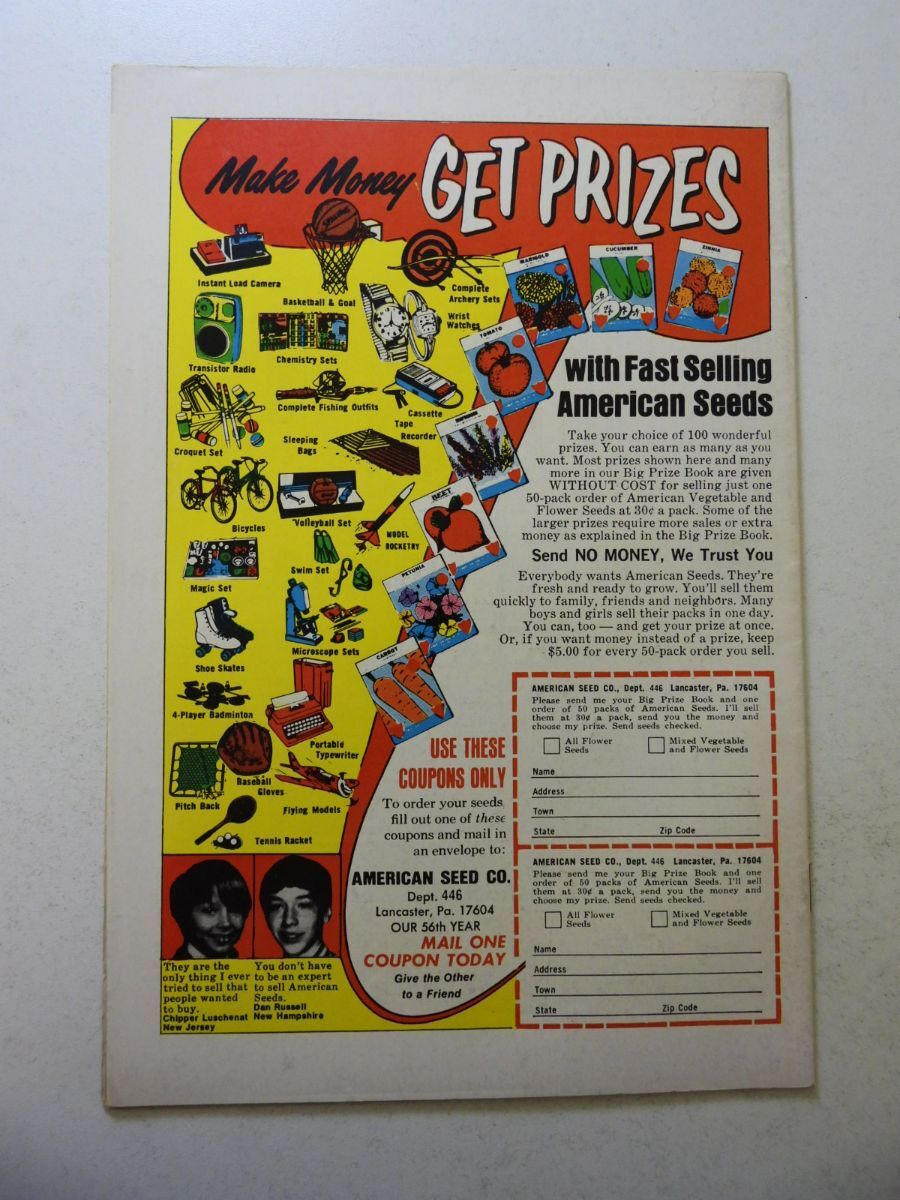 Make Money GET PRIZES
Instant Load Camera
Basketball & Goal
Complete
Archery Sets
Wrist
Watches
Transistor Radio
Chemistry Sets
Complete Fishing Outfits
Cassette
Tape
Recorder
Croquet Set
Sleeping
Bags
Bicycles
Volleyball Set
MODEL
ROCKETRY
Swim Set
Magic Set
Microscope Sets
Shoe Skates
4-Player Badminton
Portable
Typewriter
Pitch Back
Baseball
Gloves
Flying Models
Tennis Racket
MARIGOLD
CUCUMBER
ZINNIA
TOMATO
BEET
PETUNIA
CARROT
with Fast Selling
American Seeds
Take your choice of 100 wonderful
prizes. You can earn as many as you
want. Most prizes shown here and many
more in our Big Prize Book are given
WITHOUT COST for selling just one
50-pack order of American Vegetable and
Flower Seeds at 30¢ a pack. Some of the
larger prizes require more sales or extra
money as explained in the Big Prize Book.
Send NO MONEY, We Trust You
Everybody wants American Seeds. They're
fresh and ready to grow. You'll sell them
quickly to family, friends and neighbors. Many
boys and girls sell their packs in one day.
You can, too — and get your prize at once.
Or, if you want money instead of a prize, keep
$5.00 for every 50-pack order you sell.
USE THESE
COUPONS ONLY
To order your seeds
fill out one of these
coupons and mail in
an envelope to:
AMERICAN SEED CO.
Dept. 446
Lancaster, Pa. 17604
OUR 56th YEAR
MAIL ONE
COUPON TODAY
Give the Other
to a Friend
They are the
only thing I ever
tried to sell that
people wanted
to buy.
Chipper Luschenat
New Jersey
You don't have
to be an expert
to sell American
Seeds.
Dan Russell
New Hampshire
AMERICAN SEED CO., Dept. 446 Lancaster, Pa. 17604
Please send me your Big Prize Book and one
order of 50 packs of American Seeds. I'll sell
them at 30¢ a pack, send you the money and
choose my prize. Send seeds checked.
All Flower
Seeds
Mixed Vegetable
and Flower Seeds
Name
Address
Town
State Zip Code
AMERICAN SEED CO., Dept. 446 Lancaster, Pa. 17604
Please send me your Big Prize Book and one
order of 50 packs of American Seeds. I'll sell
them at 30¢ a pack, send you the money and
choose my prize. Send seeds checked.
All Flower
Seeds
Mixed Vegetable
and Flower Seeds
Name
Address
Town
State Zip Code